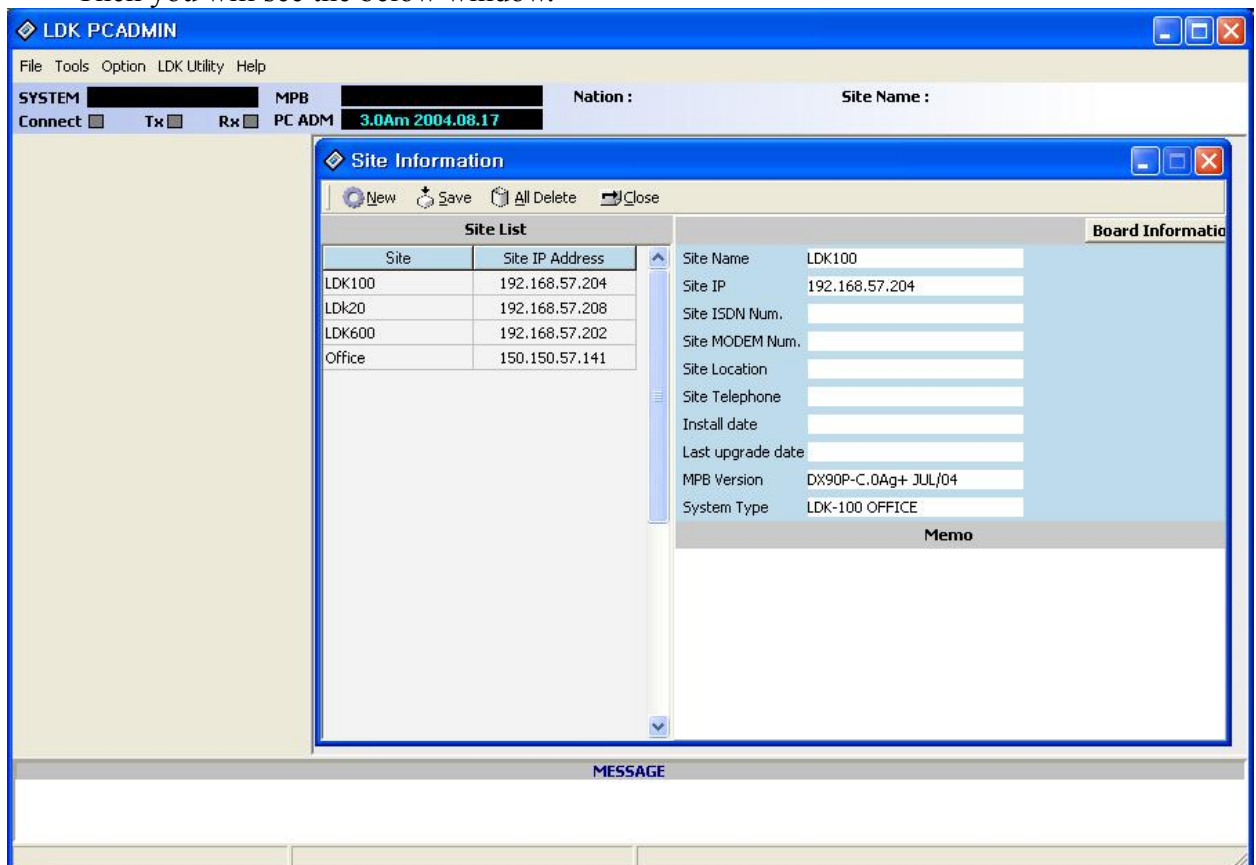 Then you will see the below window.
LDK PCADMIN
File Tools Option LDK Utility Help
SYSTEM MPB Nation : Site Name :
Connect Tx Rx PC ADM 3.0Am 2004.08.17
Site Information
New Save All Delete Close
Site List
Board Informatio
Site Site IP Address
LDK100 192.168.57.204
LDk20 192.168.57.208
LDK600 192.168.57.202
Office 150.150.57.141
Site Name LDK100
Site IP 192.168.57.204
Site ISDN Num.
Site MODEM Num.
Site Location
Site Telephone
Install date
Last upgrade date
MPB Version DX90P-C.0Ag+ JUL/04
System Type LDK-100 OFFICE
Memo
MESSAGE